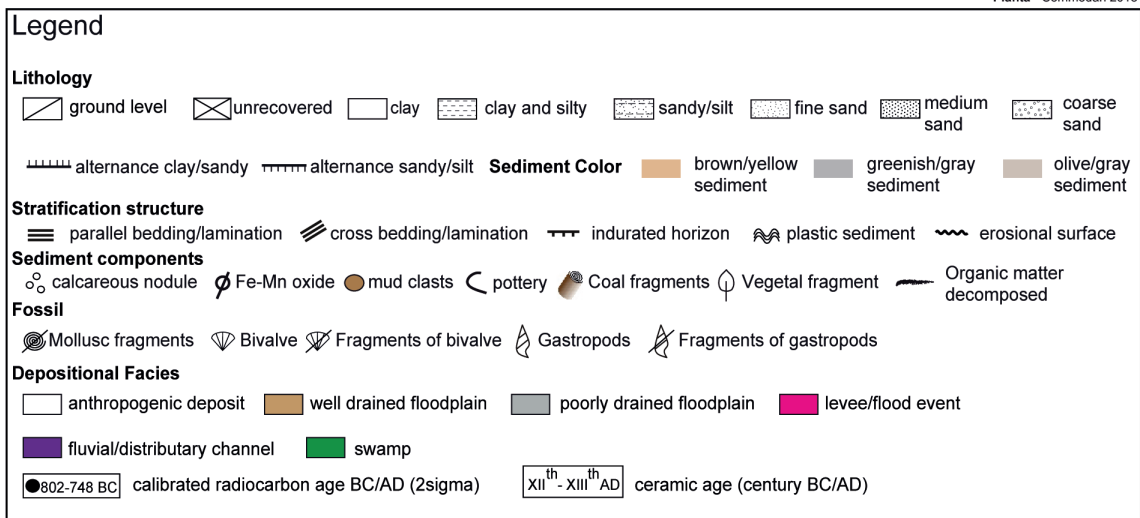 Legend
Lithology
ground level unrecovered clay clay and silty sandy/silt fine sand medium sand coarse sand
alternance clay/sandy alternance sandy/silt Sediment Color brown/yellow sediment greenish/gray sediment olive/gray sediment
Stratification structure
parallel bedding/lamination cross bedding/lamination indurated horizon plastic sediment erosional surface
Sediment components
calcareous nodule Fe-Mn oxide mud clasts pottery Coal fragments Vegetal fragment Organic matter decomposed
Fossil
Mollusc fragments Bivalve Fragments of bivalve Gastropods Fragments of gastropods
Depositional Facies
anthropogenic deposit well drained floodplain poorly drained floodplain levee/flood event
fluvial/distributary channel swamp
802-748 BC calibrated radiocarbon age BC/AD (2sigma) XIIth - XIIIth AD ceramic age (century BC/AD)